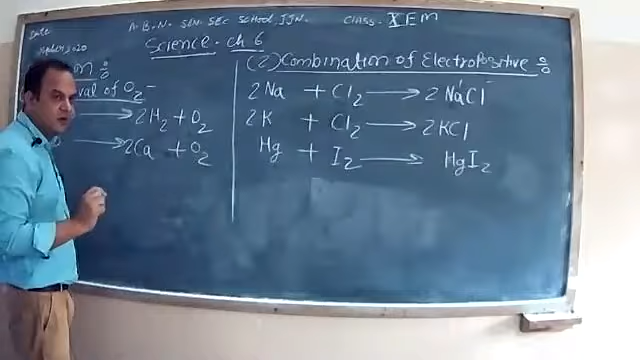 Date
A. B. N. SEN. SEC SCHOOL, JJN. CLASS- X EM
Science- ch 6
of O2-
2H2 + O2
2Ca + O2
(2) Combination of Electropositive :-
2Na + Cl2 → 2NaCl
2K + Cl2 → 2KCl
Hg + I2 → HgI2